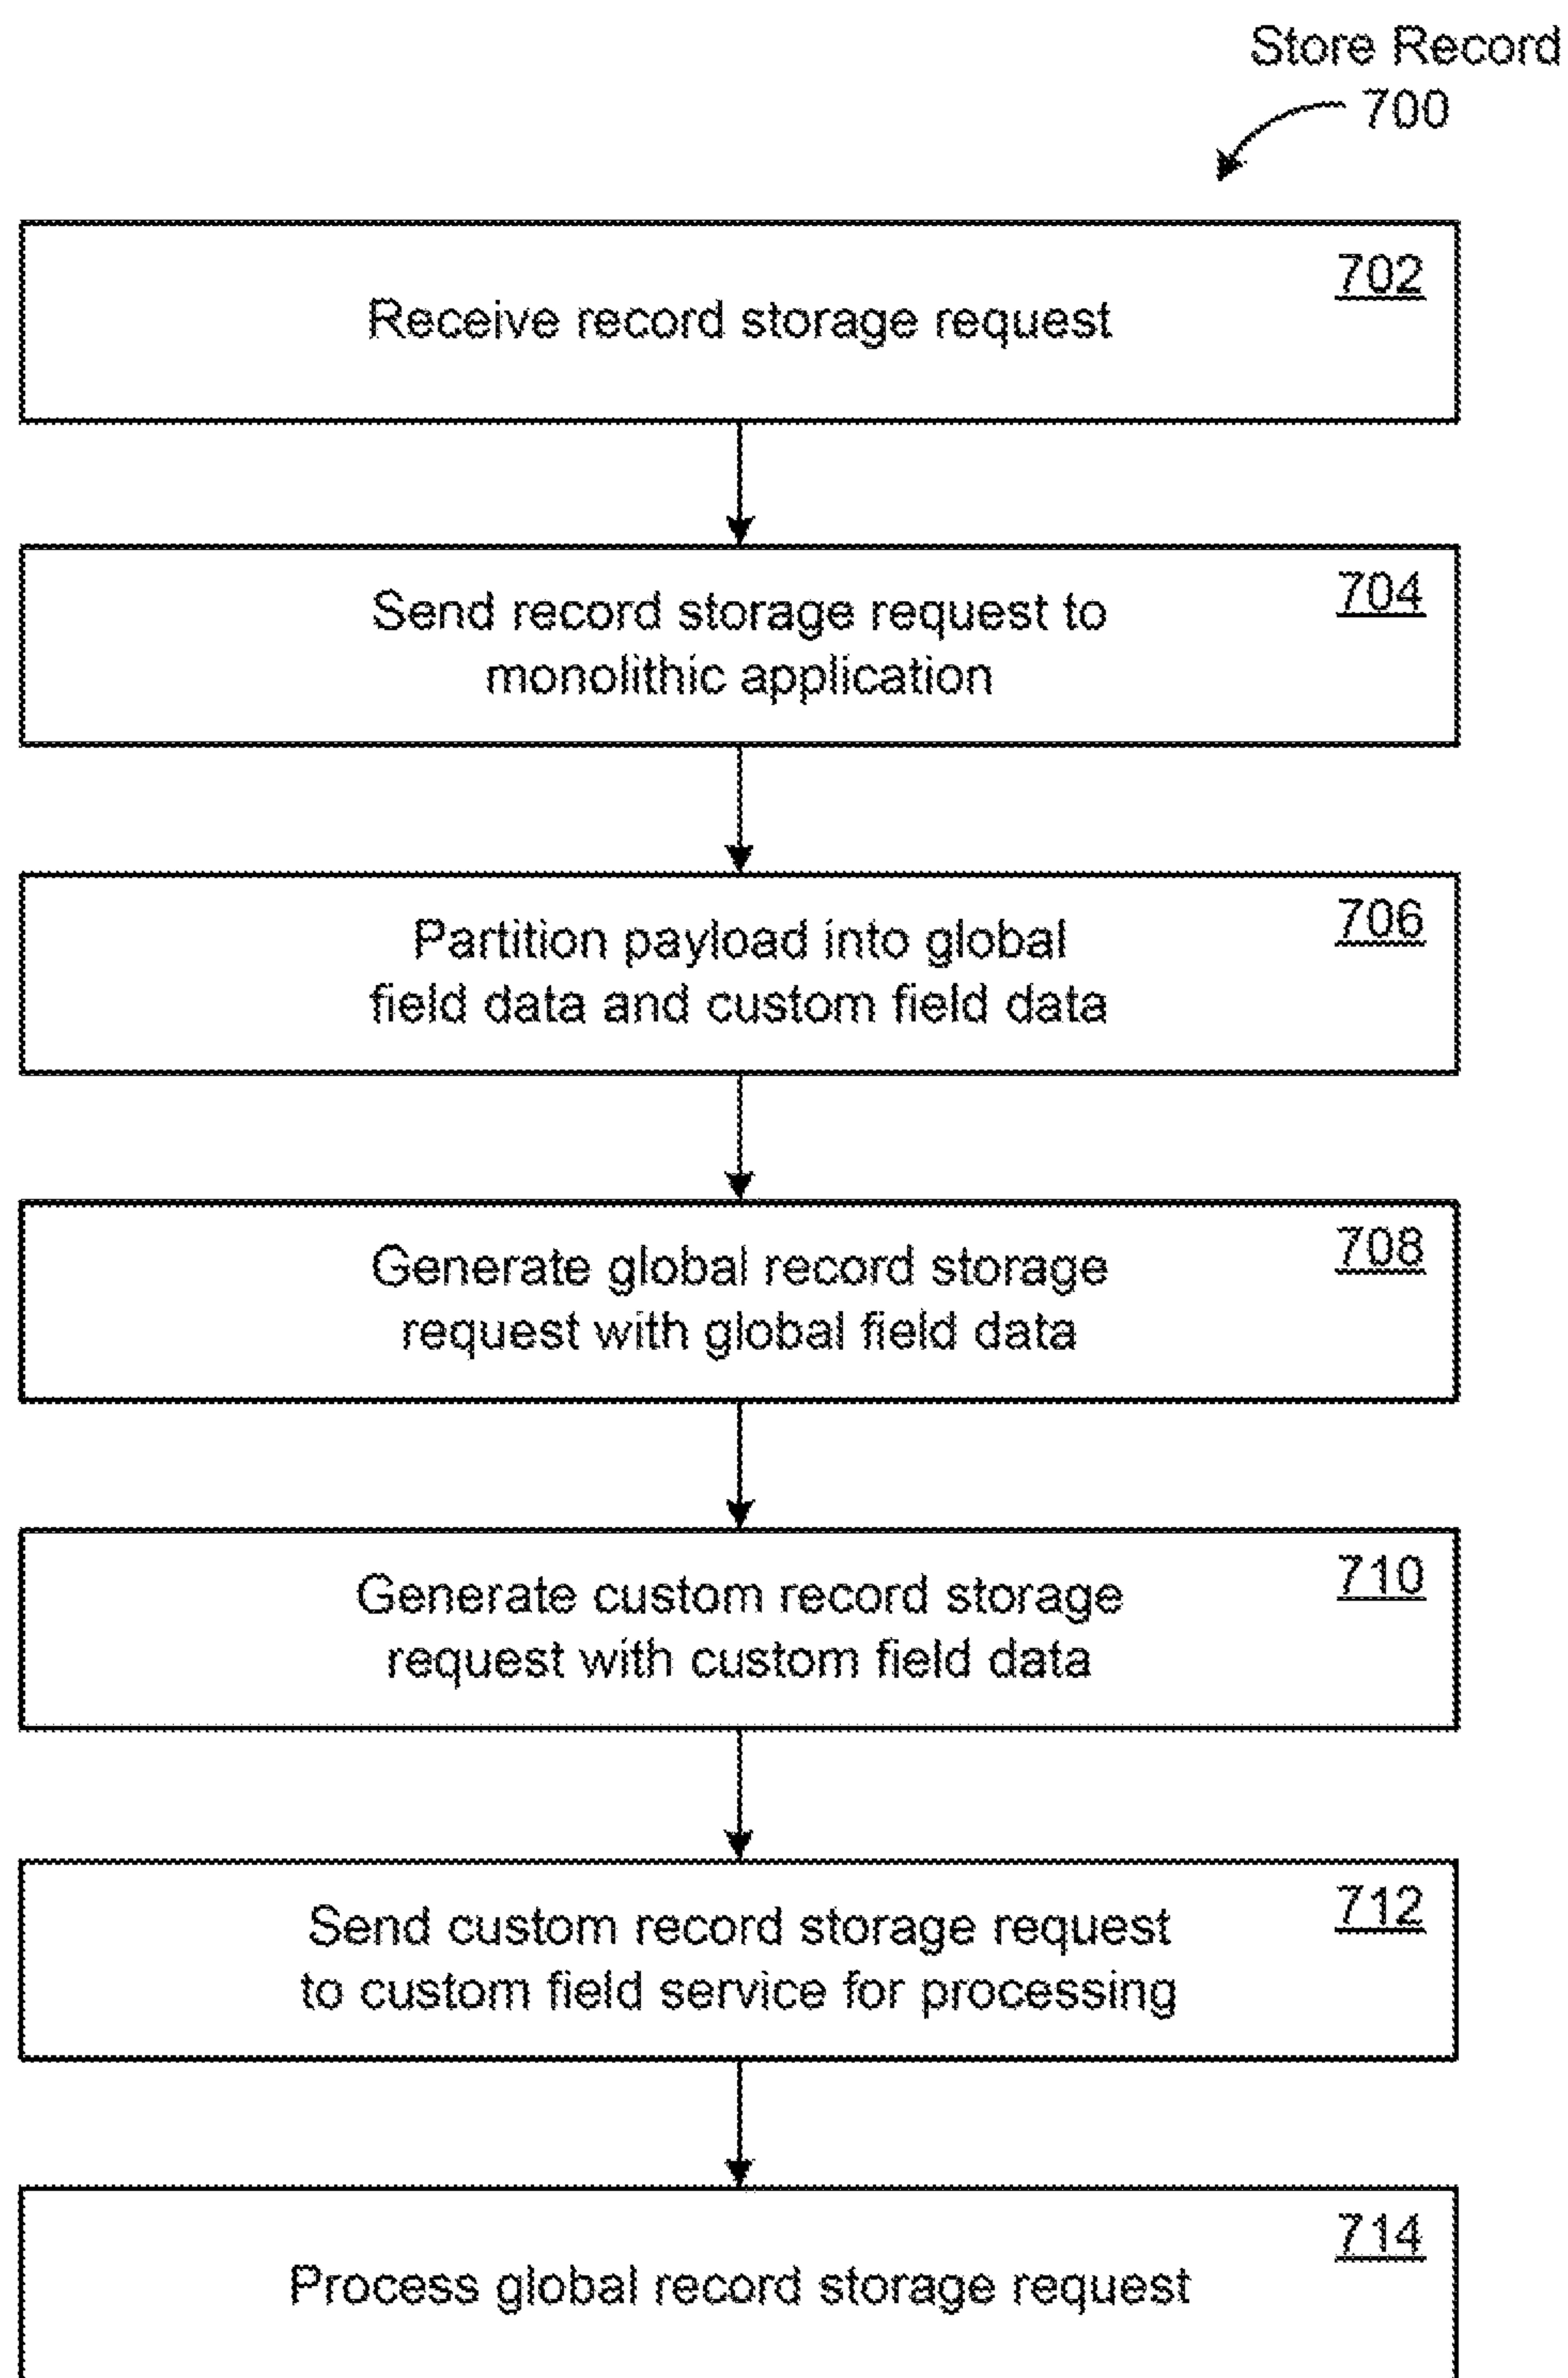 Store Record
700
702
Receive record storage request
704
Send record storage request to
monolithic application
706
Partition payload into global
field data and custom field data
708
Generate global record storage
request with global field data
710
Generate custom record storage
request with custom field data
712
Send custom record storage request
to custom field service for processing
714
Process global record storage request